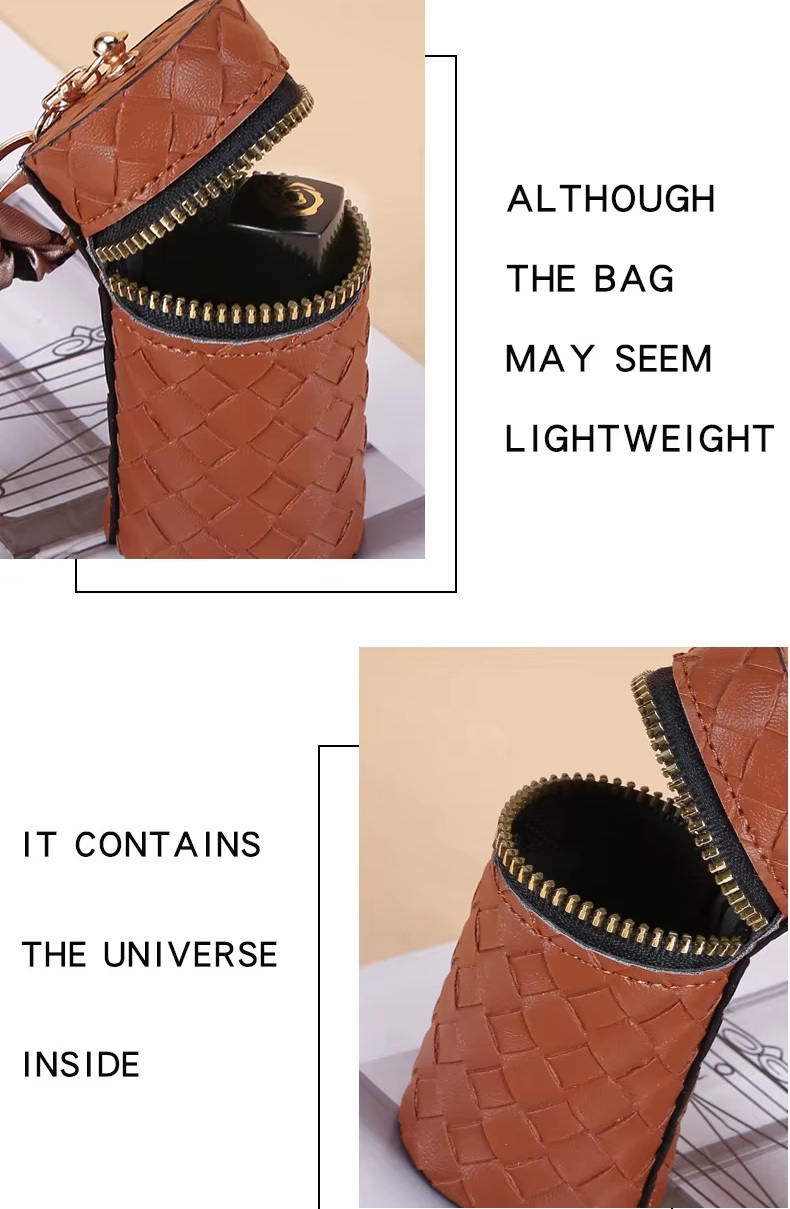 ALTHOUGH
THE BAG
MAY SEEM
LIGHTWEIGHT
IT CONTAINS
THE UNIVERSE
INSIDE